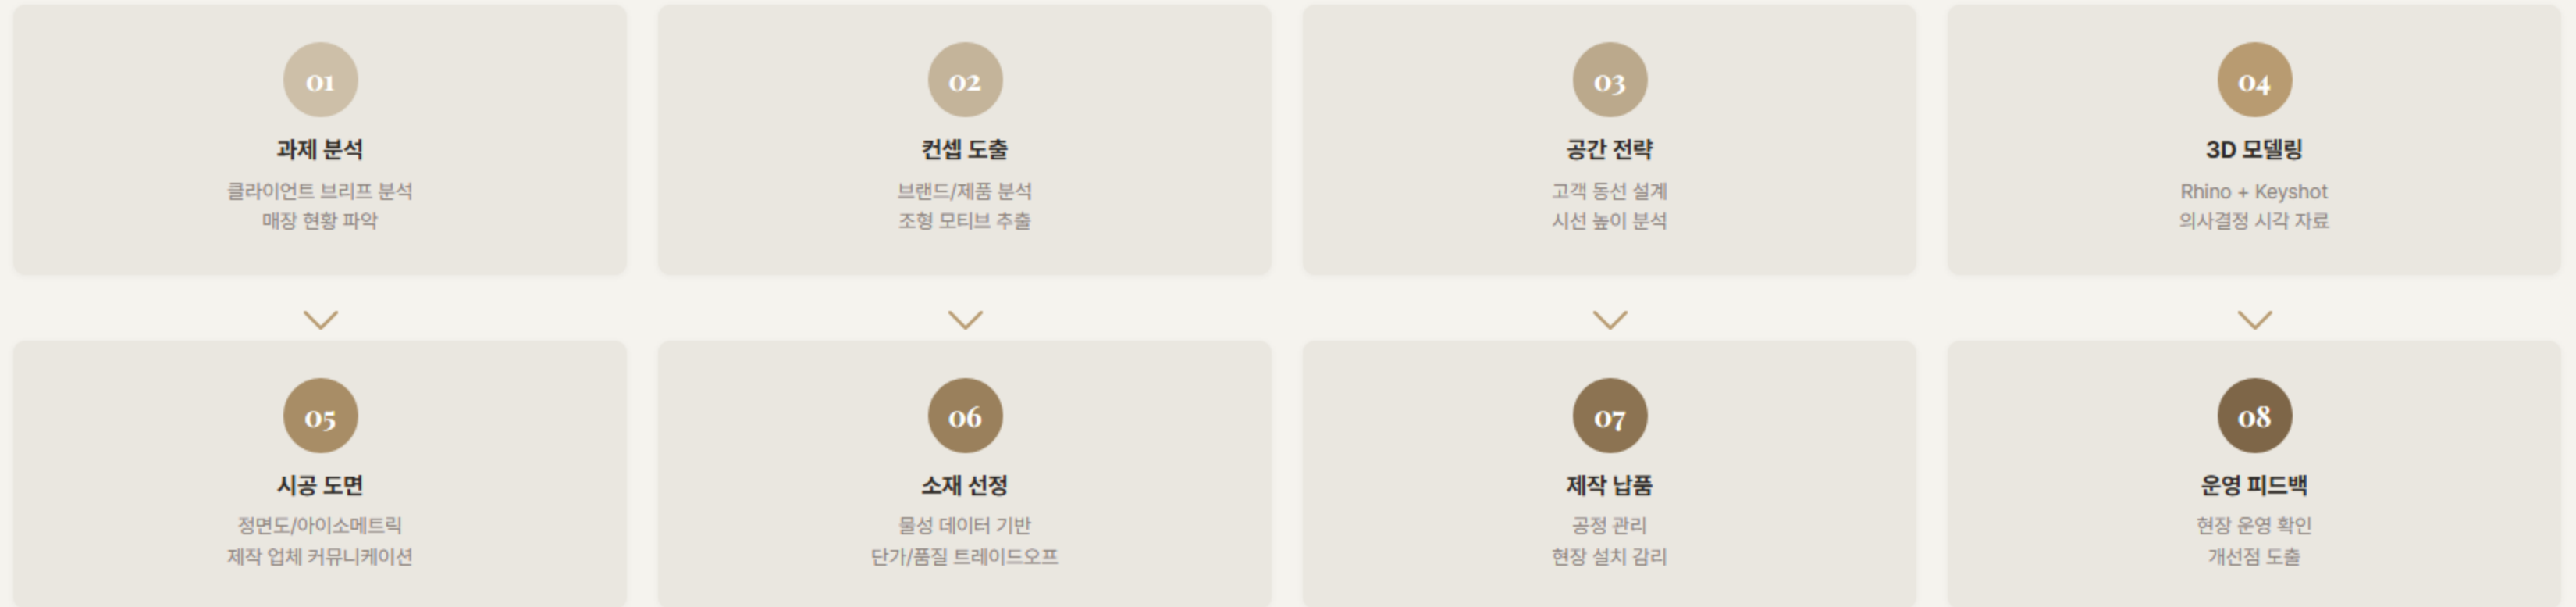 01
과제 분석
클라이언트 브리프 분석
매장 현황 파악
02
컨셉 도출
브랜드/제품 분석
조형 모티브 추출
03
공간 전략
고객 동선 설계
시선 높이 분석
04
3D 모델링
Rhino + Keyshot
의사결정 시각 자료
05
시공 도면
정면도/아이소메트릭
제작 업체 커뮤니케이션
06
소재 선정
물성 데이터 기반
단가/품질 트레이드오프
07
제작 납품
공정 관리
현장 설치 감리
08
운영 피드백
현장 운영 확인
개선점 도출